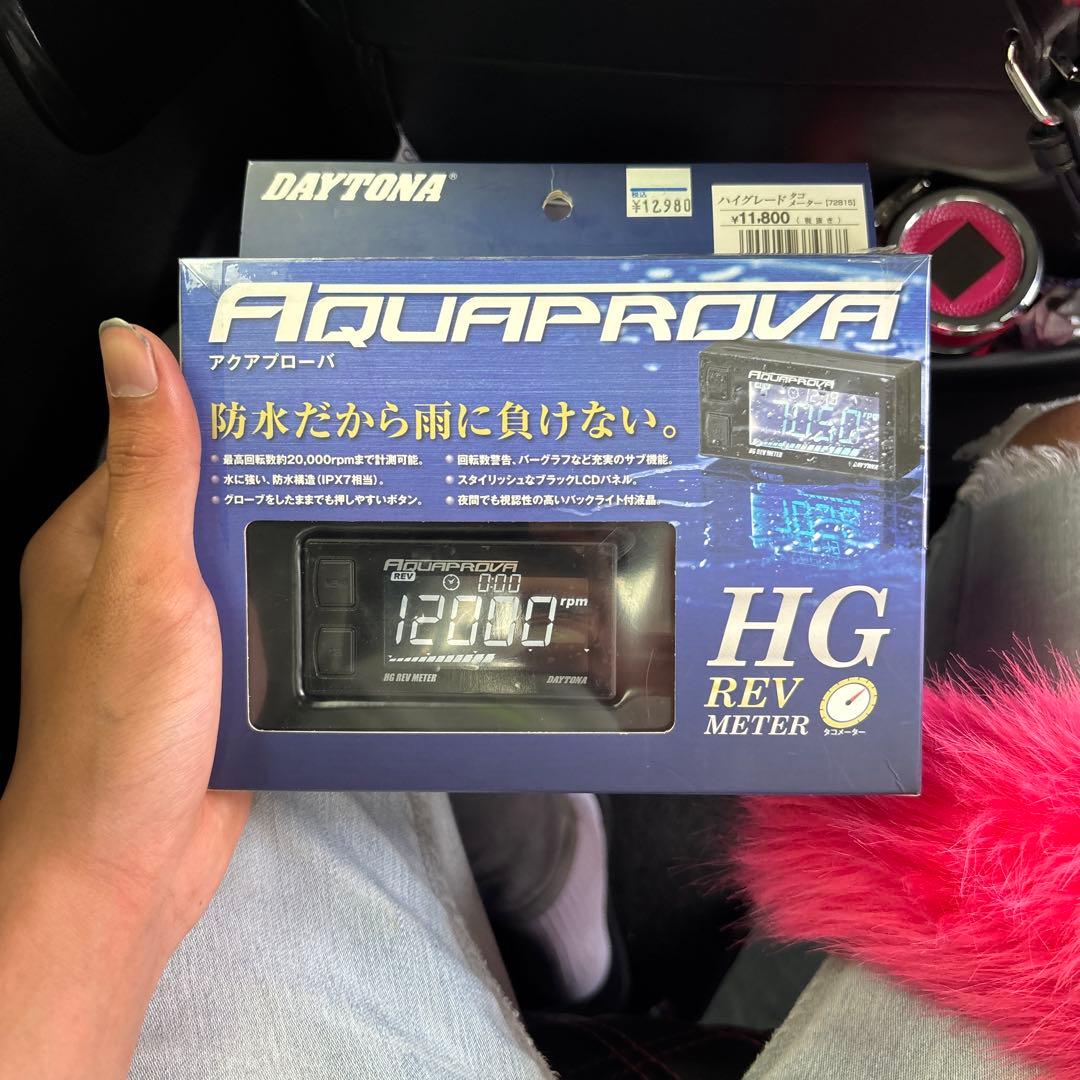 DAYTONA®
税込
¥12,980
ハイグレード タコメーター [72815]
¥11,800 (税抜き)
AQUAPROVA
アクアプローバ
防水だから雨に負けない。
最高回転数約20,000rpmまで計測可能。
水に強い、防水構造(IPX7相当)。
グローブをしたままでも押しやすいボタン。
回転数警告、バーグラフなど充実のサブ機能。
スタイリッシュなブラックLCDパネル。
夜間でも視認性の高いバックライト付液晶。
AQUAPROVA
REV
rpm
HG REV METER
DAYTONA
AQUAPROVA
REV
0:00
12000 rpm
HG REV METER
DAYTONA
HG
REV
METER
タコメーター